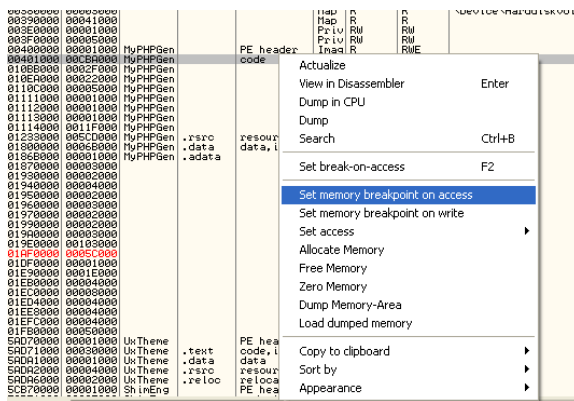 00380000 00003000 Map R R \Device\Harddiskvol
00390000 00041000 Map R R
003E0000 00001000 Priv RW RW
003F0000 00005000 Priv RW RW
00400000 00001000 MyPHPGen PE header Imag R RWE
00401000 00CBA000 MyPHPGen code
010BB000 0002F000 MyPHPGen
010EA000 00022000 MyPHPGen
0110C000 00005000 MyPHPGen
01111000 00001000 MyPHPGen
01112000 00001000 MyPHPGen
01113000 00001000 MyPHPGen
01114000 0011F000 MyPHPGen
01233000 005CD000 MyPHPGen .rsrc resour
01800000 0006B000 MyPHPGen .data data,i
0186B000 00001000 MyPHPGen .adata
01870000 00003000
01930000 00002000
01940000 00004000
01950000 00002000
01960000 00003000
01970000 00002000
01990000 00002000
019A0000 00003000
019E0000 00103000
01AF0000 0005C000
01DF0000 00001000
01E90000 0001E000
01EB0000 00004000
01EC0000 00008000
01ED4000 00004000
01EE8000 00004000
01EFC000 00004000
01FB0000 00050000
5AD70000 00001000 UxTheme PE hea
5AD71000 00030000 UxTheme .text code,i
5ADA1000 00001000 UxTheme .data data
5ADA2000 00004000 UxTheme .rsrc resour
5ADA6000 00002000 UxTheme .reloc reloca
5CB70000 00001000 ShimEng PE hea
Actualize
View in Disassembler Enter
Dump in CPU
Dump
Search Ctrl+B
Set break-on-access F2
Set memory breakpoint on access
Set memory breakpoint on write
Set access
Allocate Memory
Free Memory
Zero Memory
Dump Memory-Area
Load dumped memory
Copy to clipboard
Sort by
Appearance